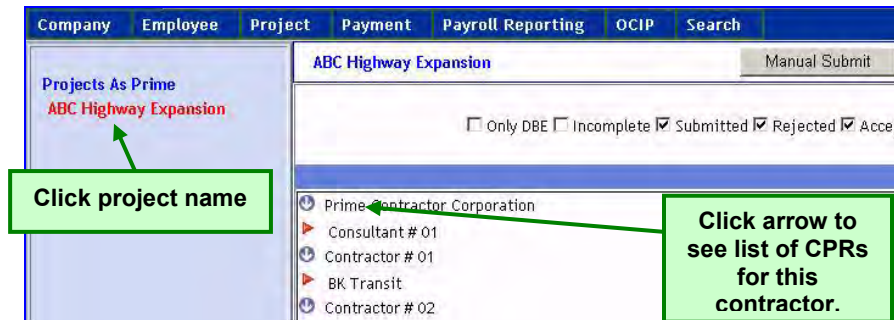 Company Employee Project Payment Payroll Reporting OCIP Search
Projects As Prime
ABC Highway Expansion
Click project name
ABC Highway Expansion Manual Submit
Only DBE Incomplete Submitted Rejected Acce
Prime Contractor Corporation
Consultant # 01
Contractor # 01
BK Transit
Contractor # 02
Click arrow to
see list of CPRs
for this
contractor.